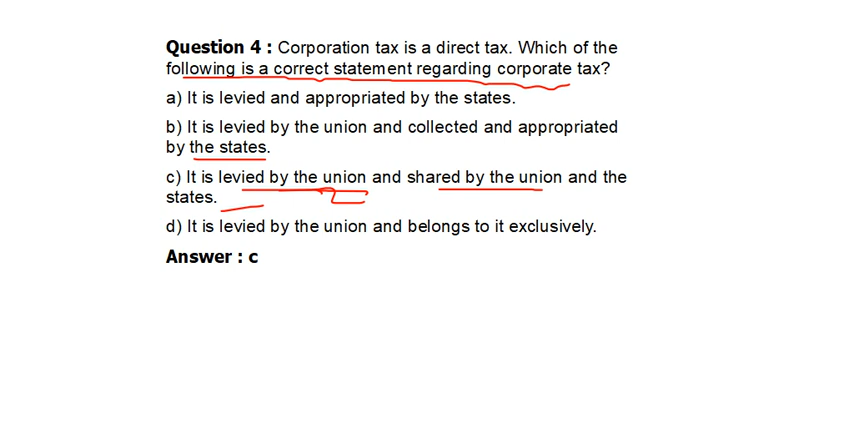 Question 4 : Corporation tax is a direct tax. Which of the
following is a correct statement regarding corporate tax?
a) It is levied and appropriated by the states.
b) It is levied by the union and collected and appropriated
by the states.
c) It is levied by the union and shared by the union and the
states.
d) It is levied by the union and belongs to it exclusively.
Answer : c